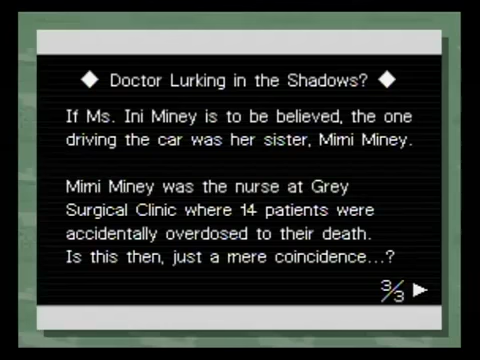 ◆ Doctor Lurking in the Shadows? ◆
If Ms. Ini Miney is to be believed, the one
driving the car was her sister, Mimi Miney.
Mimi Miney was the nurse at Grey
Surgical Clinic where 14 patients were
accidentally overdosed to their death.
Is this then, just a mere coincidence...?
3/3 ▶